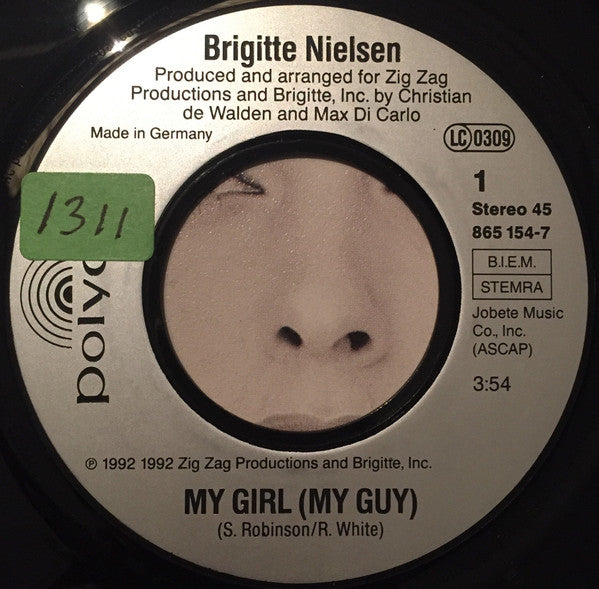 Brigitte Nielsen
Produced and arranged for Zig Zag
Productions and Brigitte, Inc. by Christian
de Walden and Max Di Carlo
Made in Germany
LC 0309
1
Stereo 45
865 154-7
B.I.E.M.
STEMRA
Jobete Music
Co., Inc.
(ASCAP)
3:54
1311
polyd
℗ 1992 1992 Zig Zag Productions and Brigitte, Inc.
MY GIRL (MY GUY)
(S. Robinson/R. White)